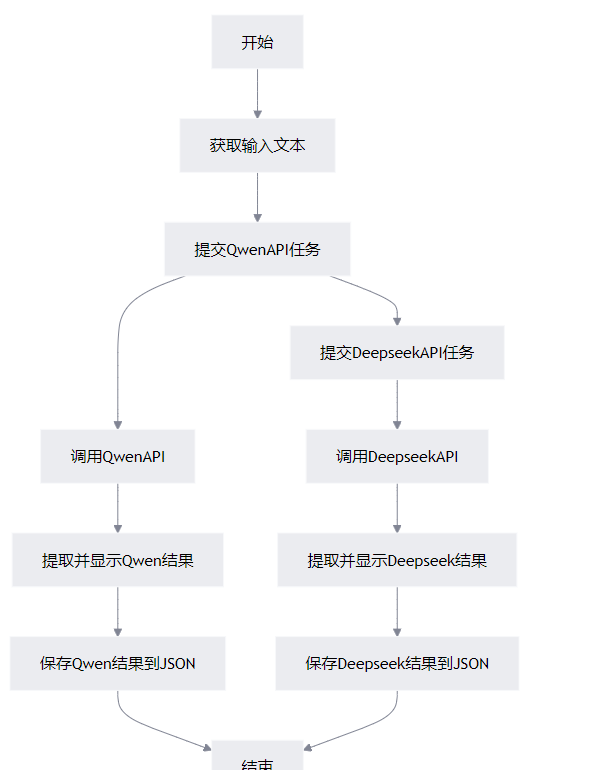 开始
获取输入文本
提交QwenAPI任务
提交DeepseekAPI任务
调用QwenAPI
调用DeepseekAPI
提取并显示Qwen结果
提取并显示Deepseek结果
保存Qwen结果到JSON
保存Deepseek结果到JSON
结束